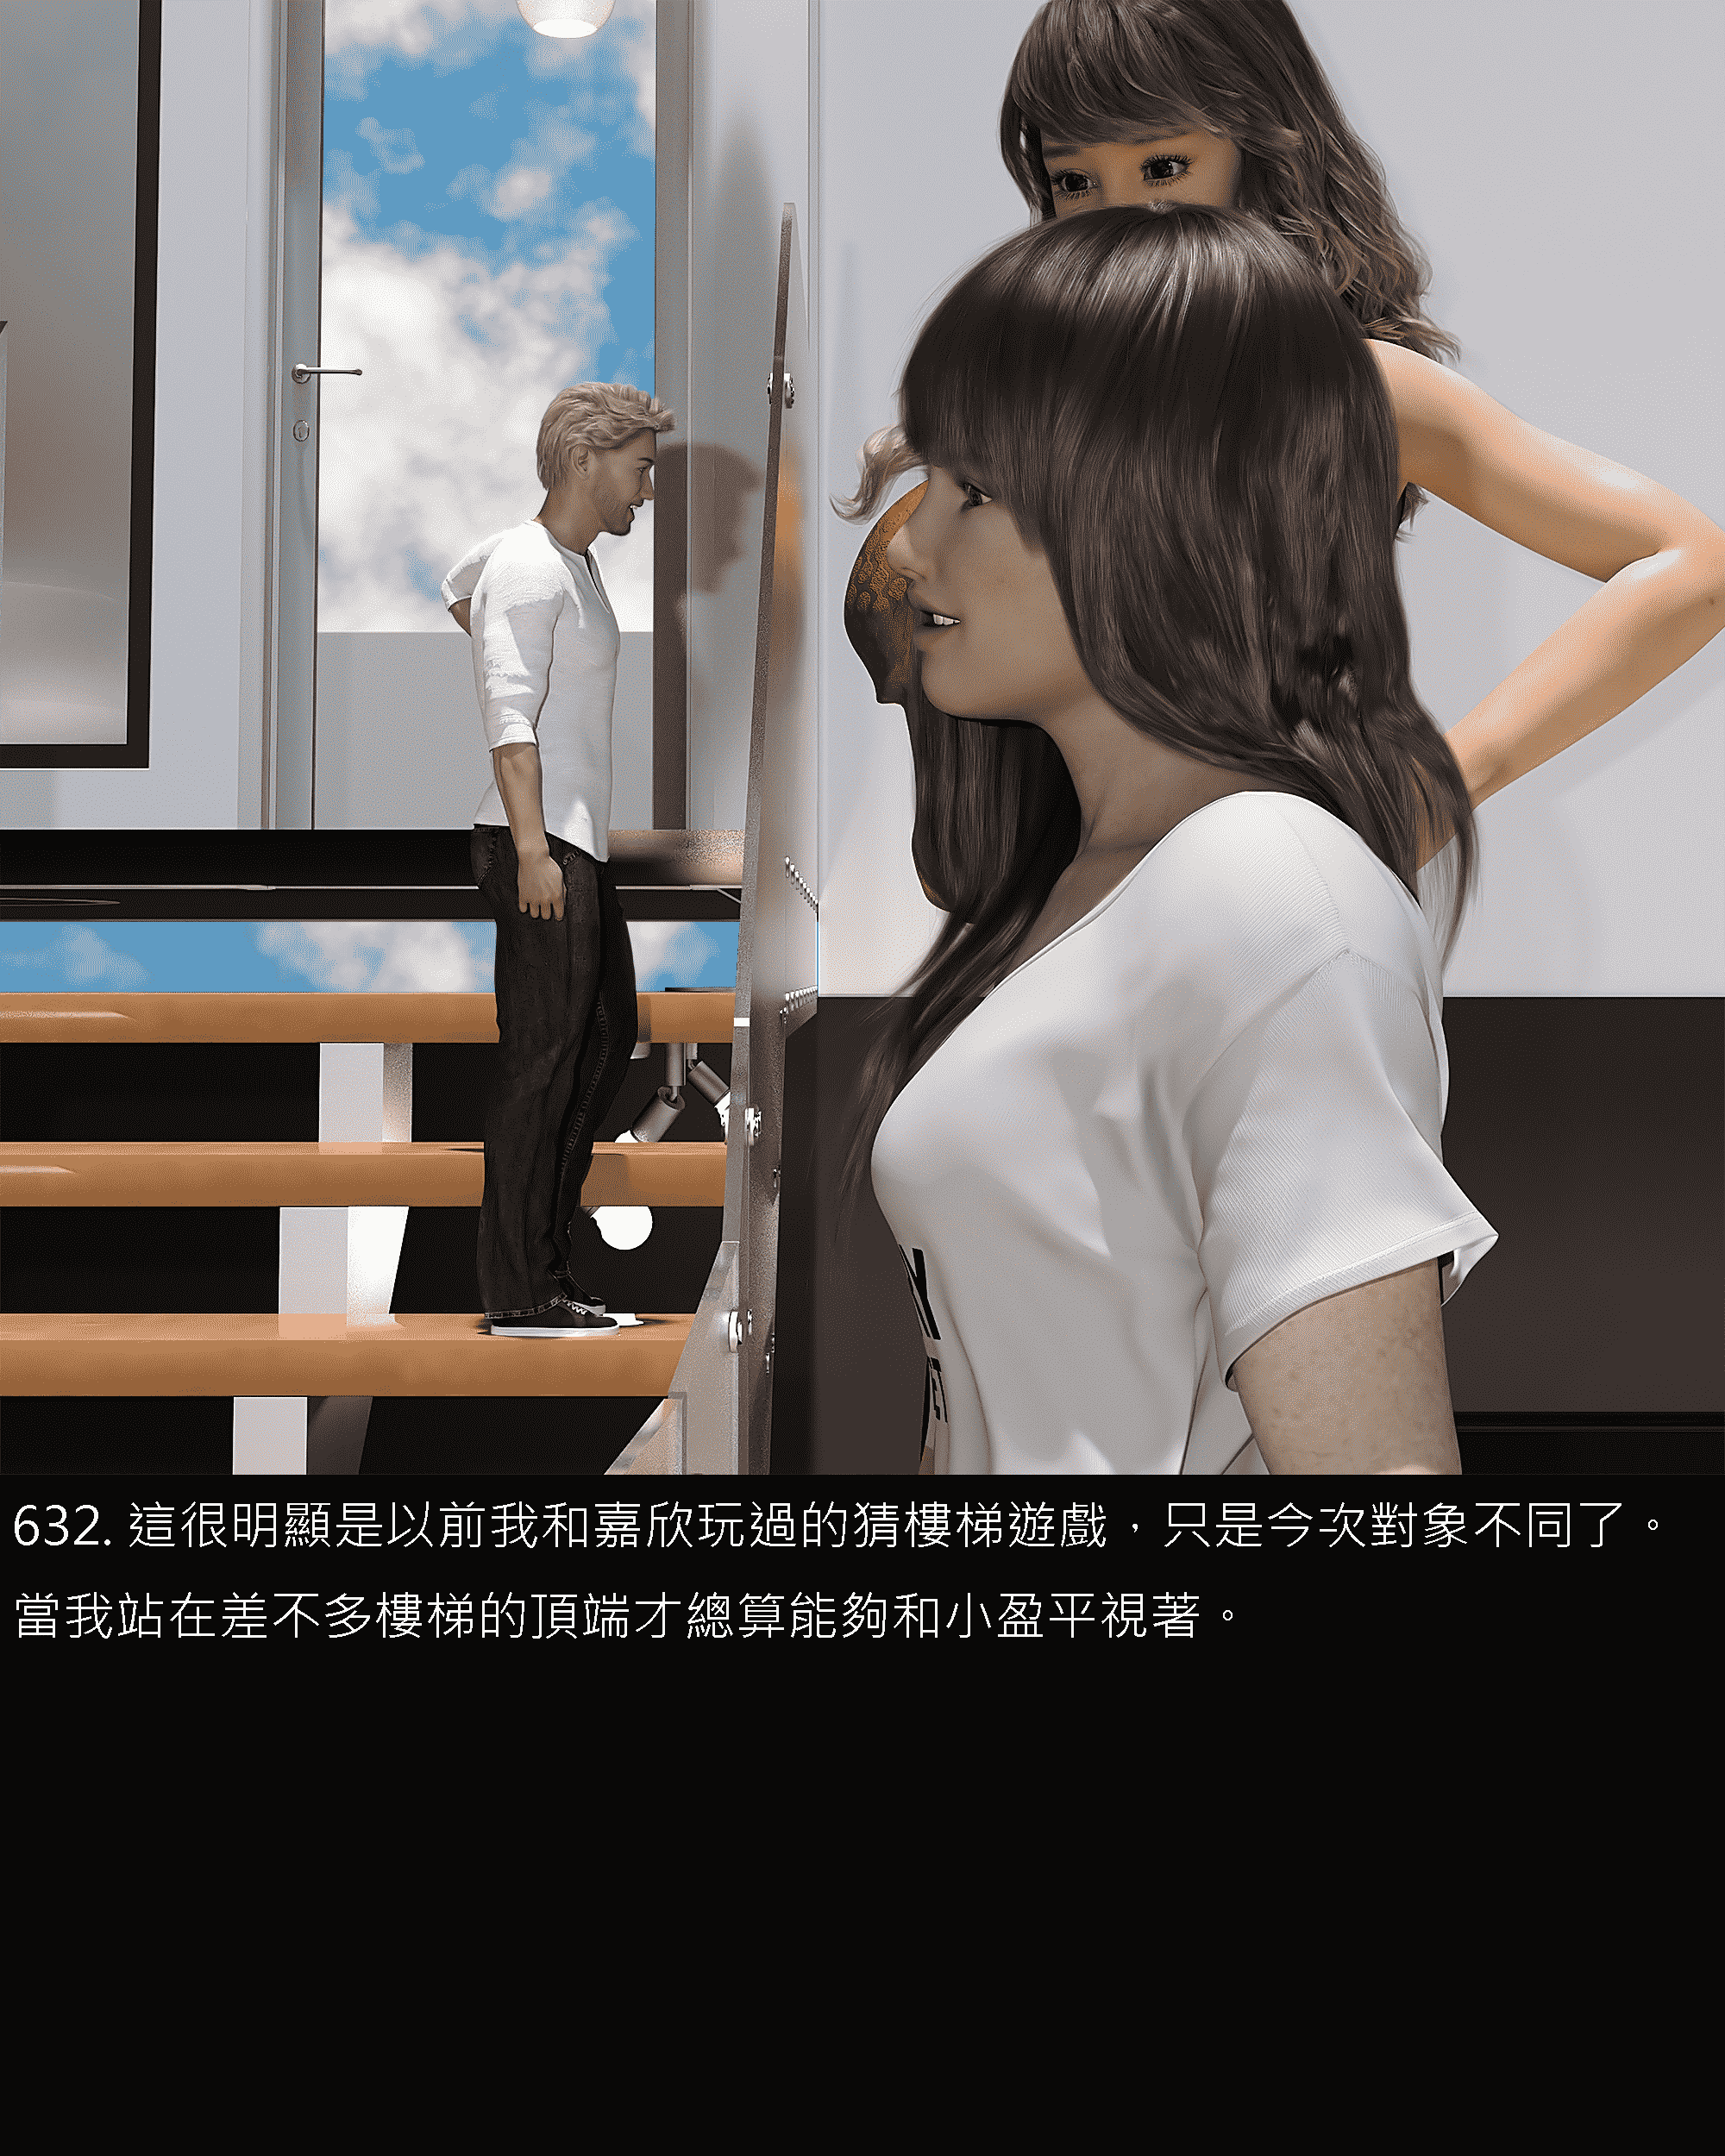 632. 這很明顯是以前我和嘉欣玩過的猜樓梯遊戲，只是今次對象不同了。
當我站在差不多樓梯的頂端才總算能夠和小盈平視著。